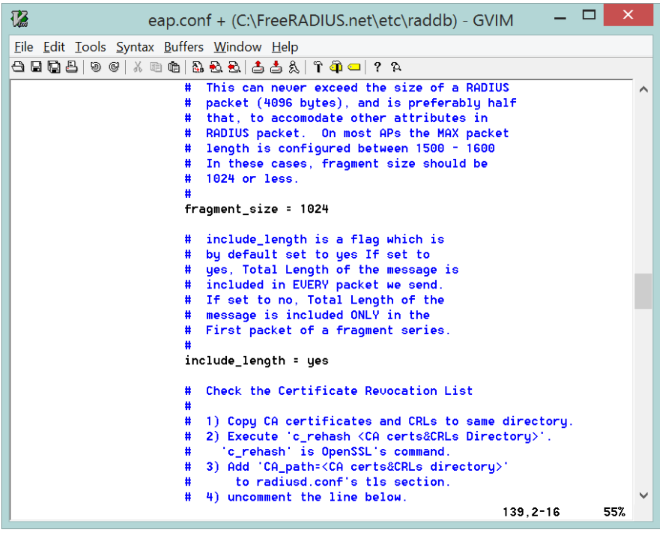 eap.conf + (C:\FreeRADIUS.net\etc\raddb) - GVIM
File Edit Tools Syntax Buffers Window Help
# This can never exceed the size of a RADIUS
# packet (4096 bytes), and is preferably half
# that, to accomodate other attributes in
# RADIUS packet. On most APs the MAX packet
# length is configured between 1500 - 1600
# In these cases, fragment size should be
# 1024 or less.
#
fragment_size = 1024
# include_length is a flag which is
# by default set to yes If set to
# yes, Total Length of the message is
# included in EVERY packet we send.
# If set to no, Total Length of the
# message is included ONLY in the
# First packet of a fragment series.
#
include_length = yes
# Check the Certificate Revocation List
#
# 1) Copy CA certificates and CRLs to same directory.
# 2) Execute 'c_rehash <CA certs&CRLs Directory>'.
# 'c_rehash' is OpenSSL's command.
# 3) Add 'CA_path=<CA certs&CRLs directory>'
# to radiusd.conf's tls section.
# 4) uncomment the line below.
139,2-16 55%